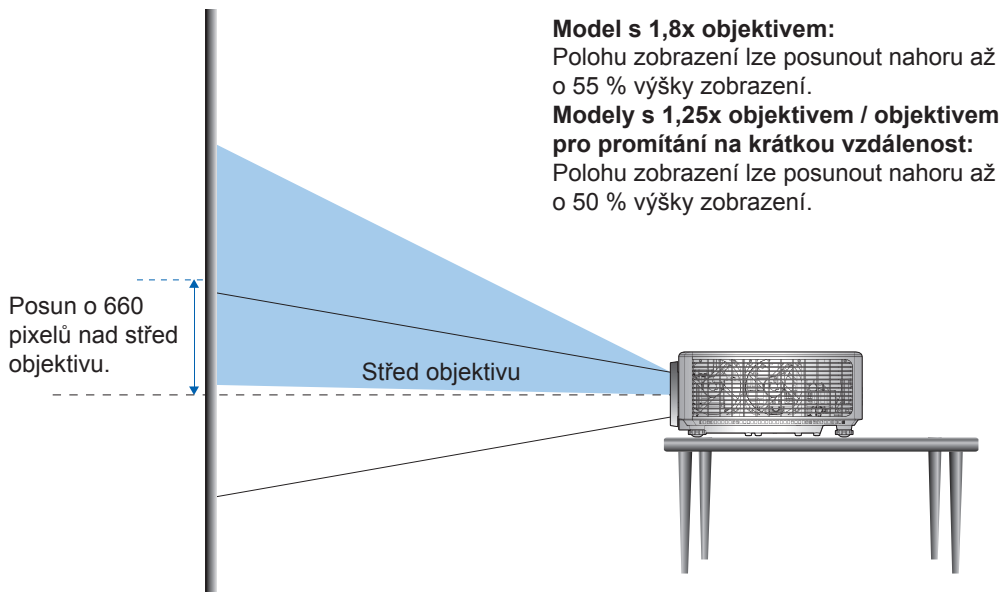 Model s 1,8x objektivem:
Polohu zobrazení lze posunout nahoru až
o 55 % výšky zobrazení.
Modely s 1,25x objektivem / objektivem
pro promítání na krátkou vzdálenost:
Polohu zobrazení lze posunout nahoru až
o 50 % výšky zobrazení.
Posun o 660
pixelů nad střed
objektivu.
Střed objektivu